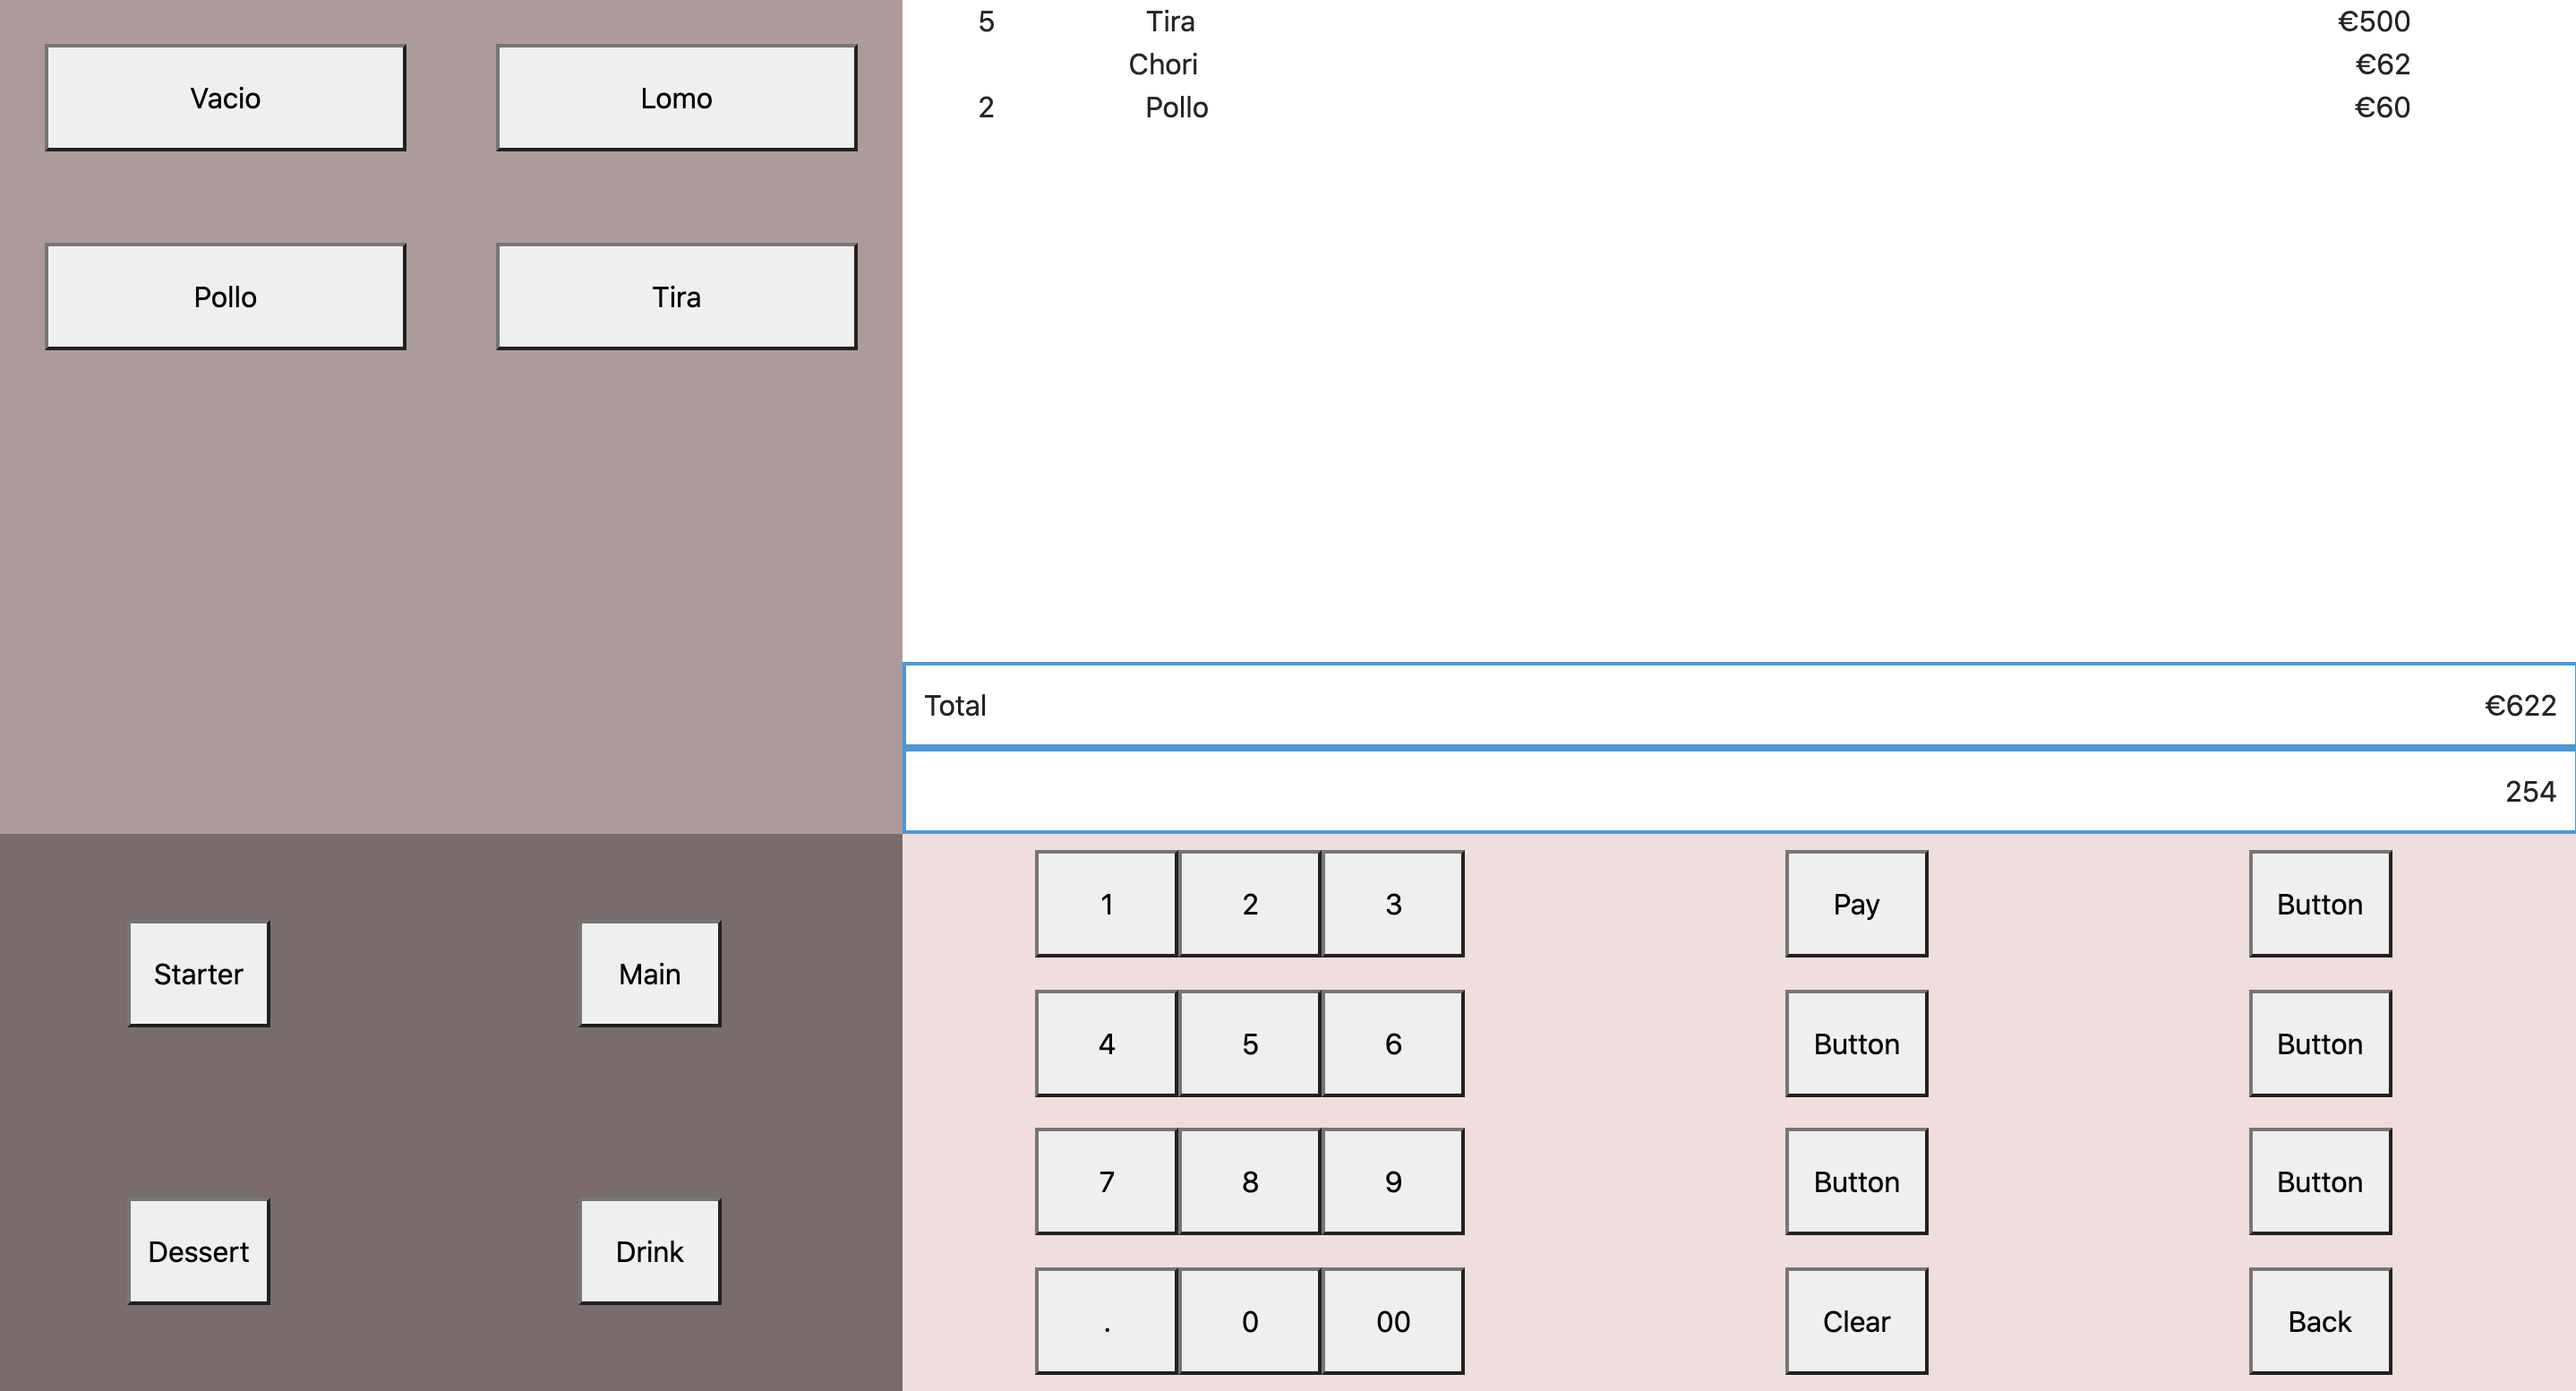 Vacio Lomo
Pollo Tira
5 Tira €500
Chori €62
2 Pollo €60
Total €622
254
Starter Main
Dessert Drink
1 2 3 Pay Button
4 5 6 Button Button
7 8 9 Button Button
. 0 00 Clear Back